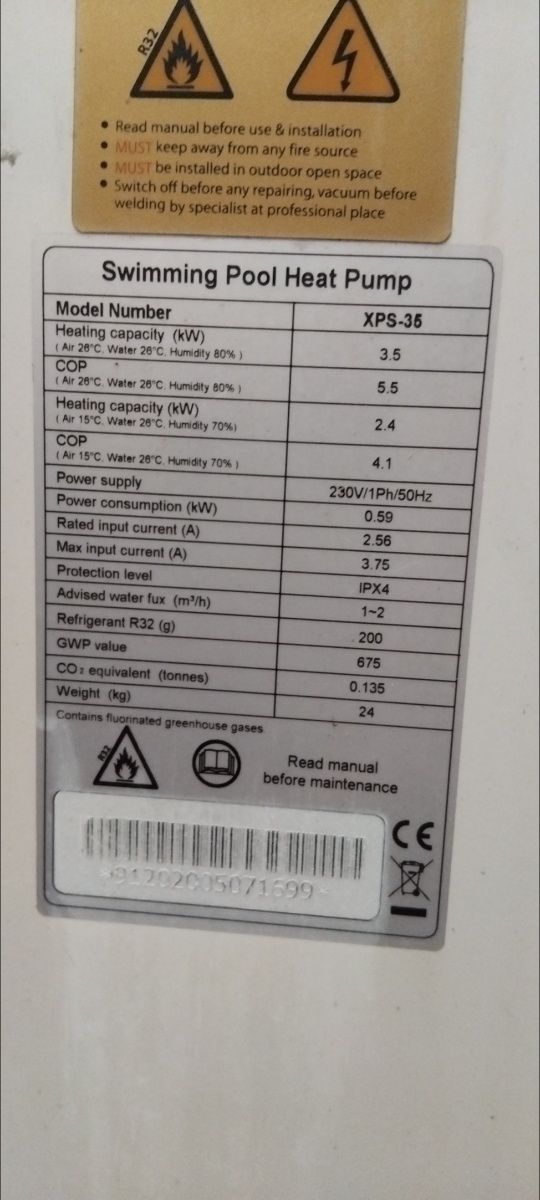 R32
• Read manual before use & installation
• MUST keep away from any fire source
• MUST be installed in outdoor open space
• Switch off before any repairing, vacuum before
welding by specialist at professional place
Swimming Pool Heat Pump
Model Number XPS-35
Heating capacity (kW)
( Air 26°C. Water 26°C. Humidity 80% ) 3.5
COP
( Air 26°C. Water 26°C. Humidity 80% ) 5.5
Heating capacity (kW)
( Air 15°C. Water 26°C. Humidity 70%) 2.4
COP
( Air 15°C. Water 26°C. Humidity 70% ) 4.1
Power supply 230V/1Ph/50Hz
Power consumption (kW) 0.59
Rated input current (A) 2.56
Max input current (A) 3.75
Protection level IPX4
Advised water fux (m³/h) 1~2
Refrigerant R32 (g) 200
GWP value 675
CO2 equivalent (tonnes) 0.135
Weight (kg) 24
Contains fluorinated greenhouse gases
R32
Read manual
before maintenance
CE